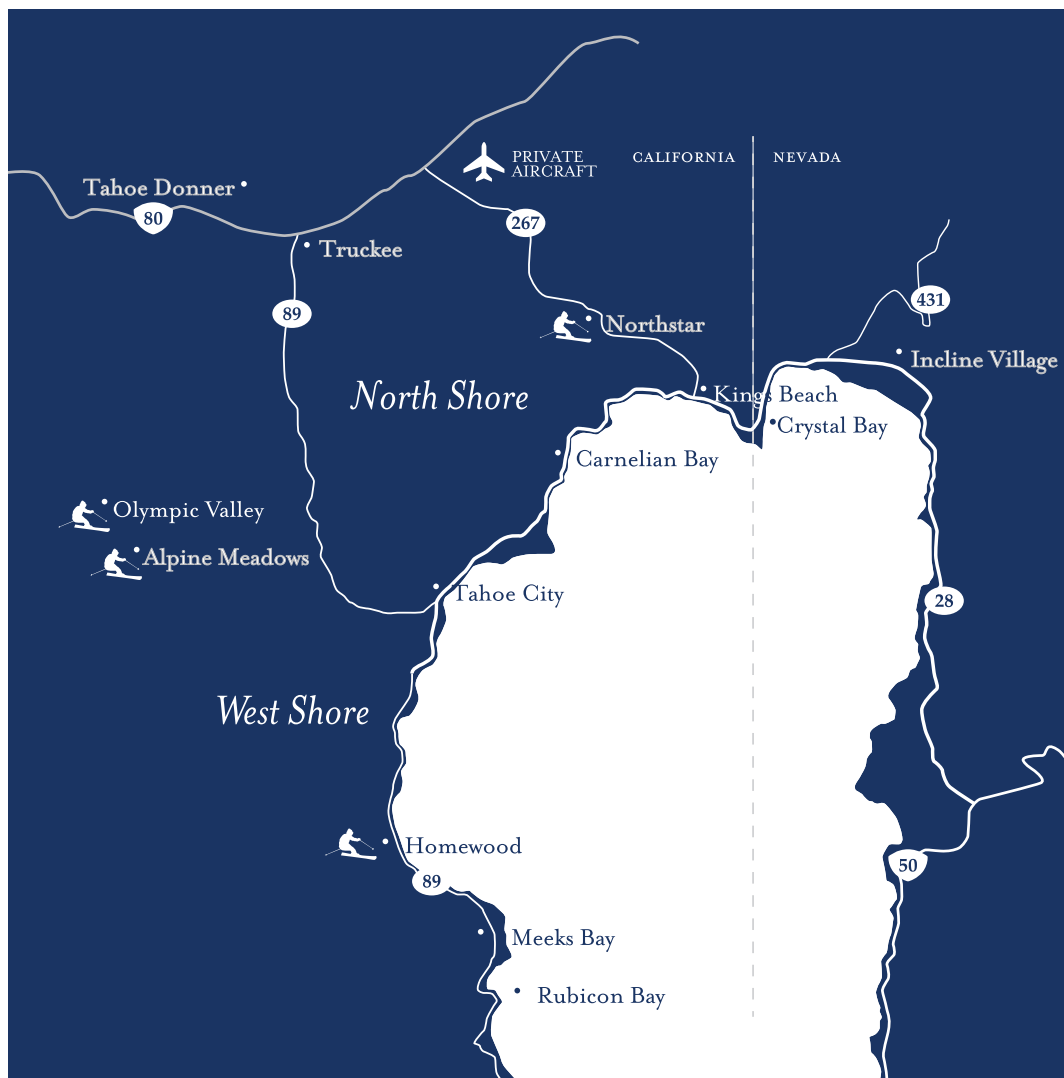 PRIVATE
AIRCRAFT
CALIFORNIA
NEVADA
Tahoe Donner
80
267
Truckee
431
89
Northstar
Incline Village
North Shore
Kings Beach
Crystal Bay
Carnelian Bay
Olympic Valley
Alpine Meadows
Tahoe City
28
West Shore
Homewood
50
89
Meeks Bay
Rubicon Bay